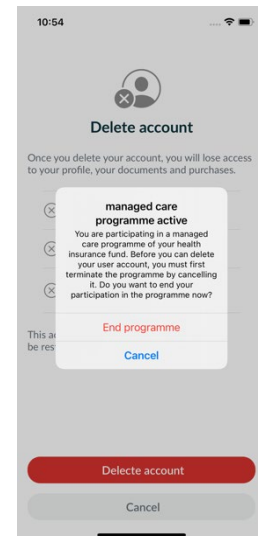 10:54
Delete account
Once you delete your account, you will lose access
to your profile, your documents and purchases.
managed care
programme active
You are participating in a managed
care programme of your health
insurance fund. Before you can delete
your user account, you must first
terminate the programme by cancelling
it. Do you want to end your
participation in the programme now?
End programme
Cancel
This
be
Delecte account
Cancel